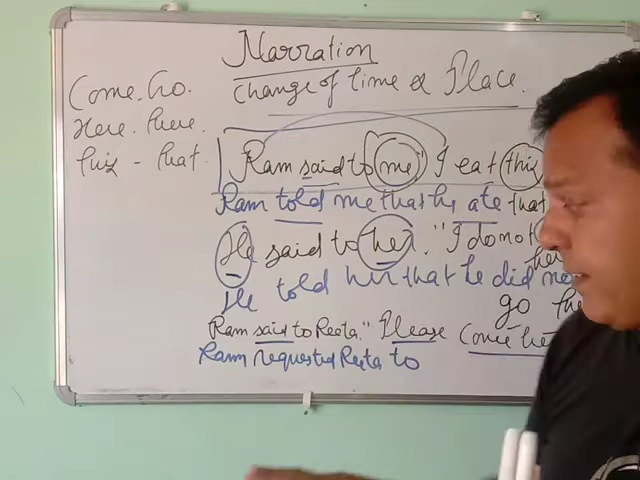 Narration
Change of time & Place.
Come. Go.
Here. there.
this - that.
Ram said to me" I eat this
Ram told me that he ate that
He said to her. "I do not
her
He told her that he did no
go the
Ram said to Reeta." Please Come he
Ram requested Reeta to